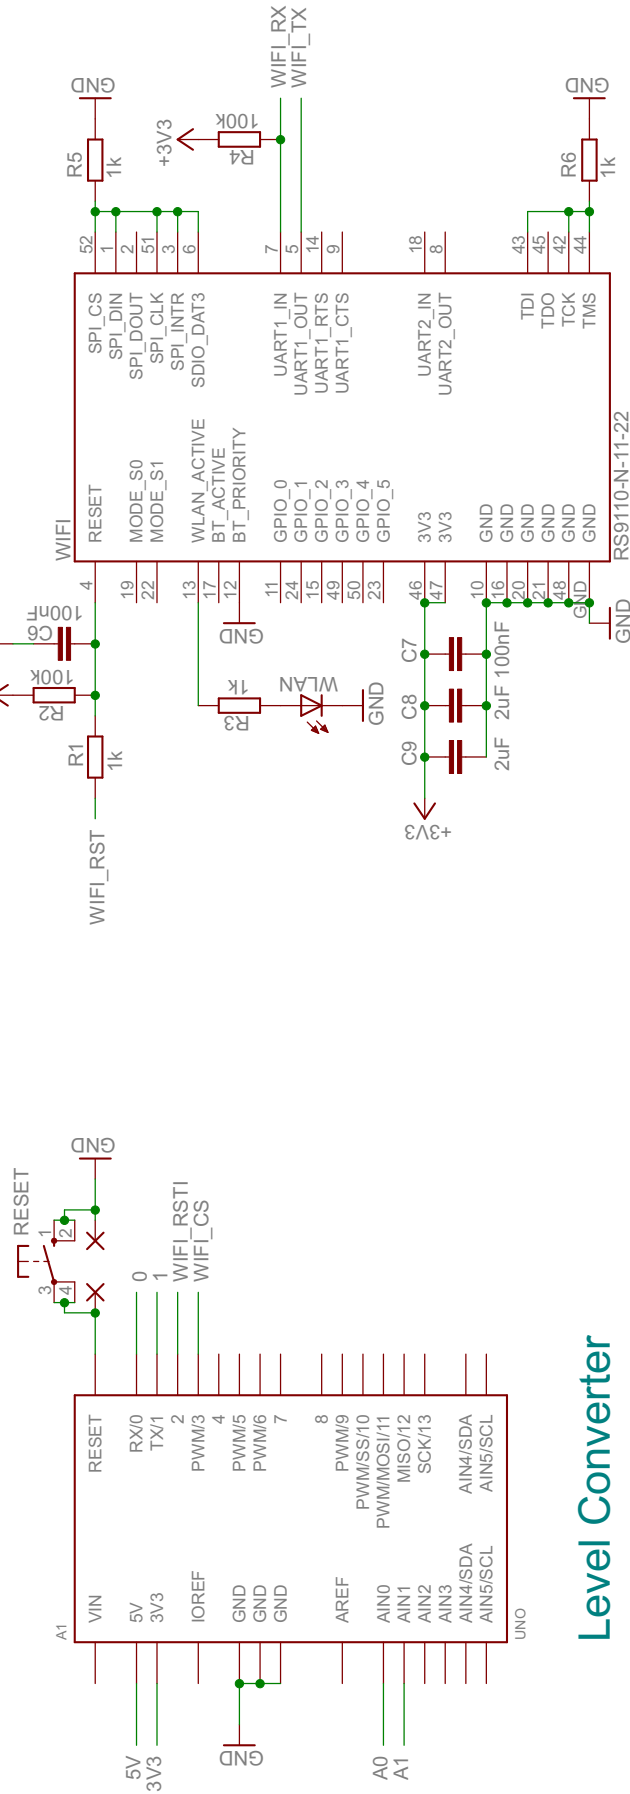 WIFI_RST
R1
1k
R2
100k
C6
100nF
WIFI
4
RESET
19
MODE_S0
22
MODE_S1
13
WLAN_ACTIVE
17
BT_ACTIVE
12
BT_PRIORITY
11
GPIO_0
24
GPIO_1
15
GPIO_2
49
GPIO_3
50
GPIO_4
23
GPIO_5
46
3V3
47
3V3
10
GND
16
GND
20
GND
21
GND
48
GND
GND
GND
RS9110-N-11-22
SPI_CS
52
SPI_DIN
1
SPI_DOUT
2
SPI_CLK
51
SPI_INTR
3
SDIO_DAT3
6
UART1_IN
7
UART1_OUT
5
UART1_RTS
14
UART1_CTS
9
UART2_IN
18
UART2_OUT
8
TDI
43
TDO
45
TCK
42
TMS
44
R5
1k
GND
+3V3
R4
100k
WIFI_RX
WIFI_TX
R6
1k
GND
GND
R3
1k
WLAN
GND
+3V3
C9
2uF
C8
2uF
C7
100nF
GND
A1
VIN
5V
5V
3V3
3V3
IOREF
GND
GND
GND
GND
AREF
A0
AIN0
A1
AIN1
AIN2
AIN3
AIN4/SDA
AIN5/SCL
UNO
RESET
RX/0
0
TX/1
1
2
WIFI_RSTI
PWM/3
WIFI_CS
4
PWM/5
PWM/6
7
8
PWM/9
PWM/SS/10
PWM/MOSI/11
MISO/12
SCK/13
AIN4/SDA
AIN5/SCL
RESET
3
1
4
2
GND
Level Converter